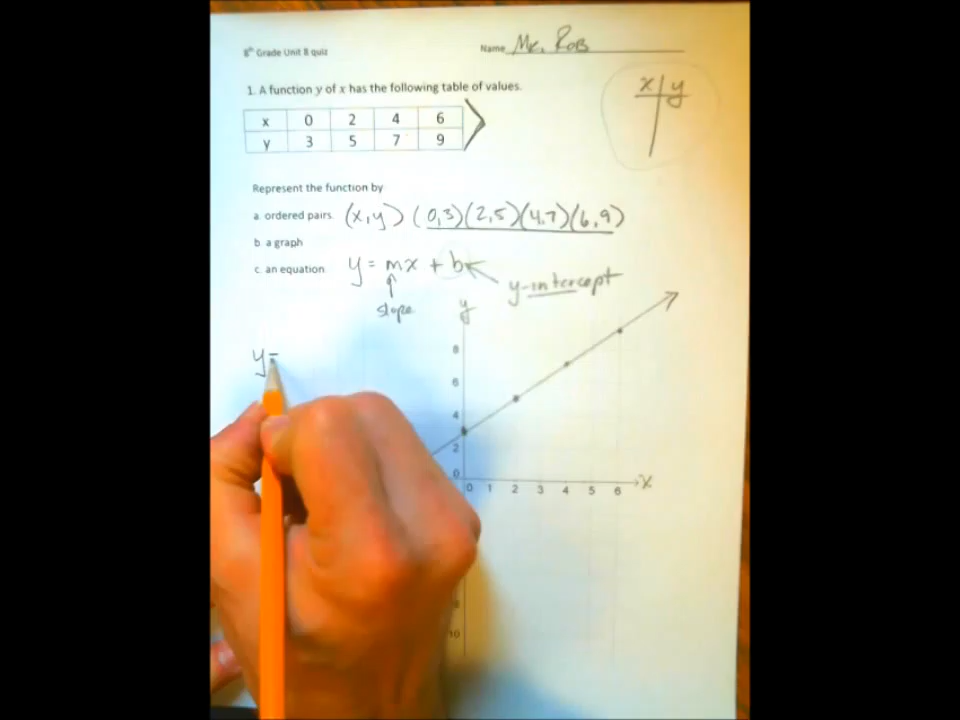 8th Grade Unit 8 quiz
Name Mr. Rob
1. A function y of x has the following table of values.
x | y
x 0 2 4 6
y 3 5 7 9
Represent the function by
a. ordered pairs. (x,y) (0,3)(2,5)(4,7)(6,9)
b. a graph
c. an equation y = mx + b
y-intercept
slope
y
y=
8
6
4
2
0
0 1 2 3 4 5 6 x
10